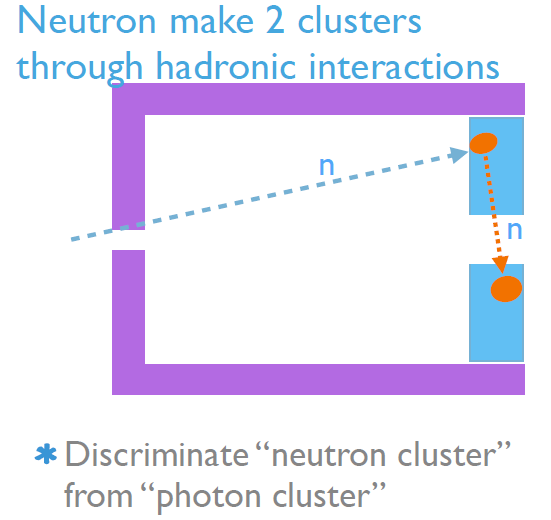 Neutron make 2 clusters
through hadronic interactions
n
n
* Discriminate “neutron cluster”
from “photon cluster”